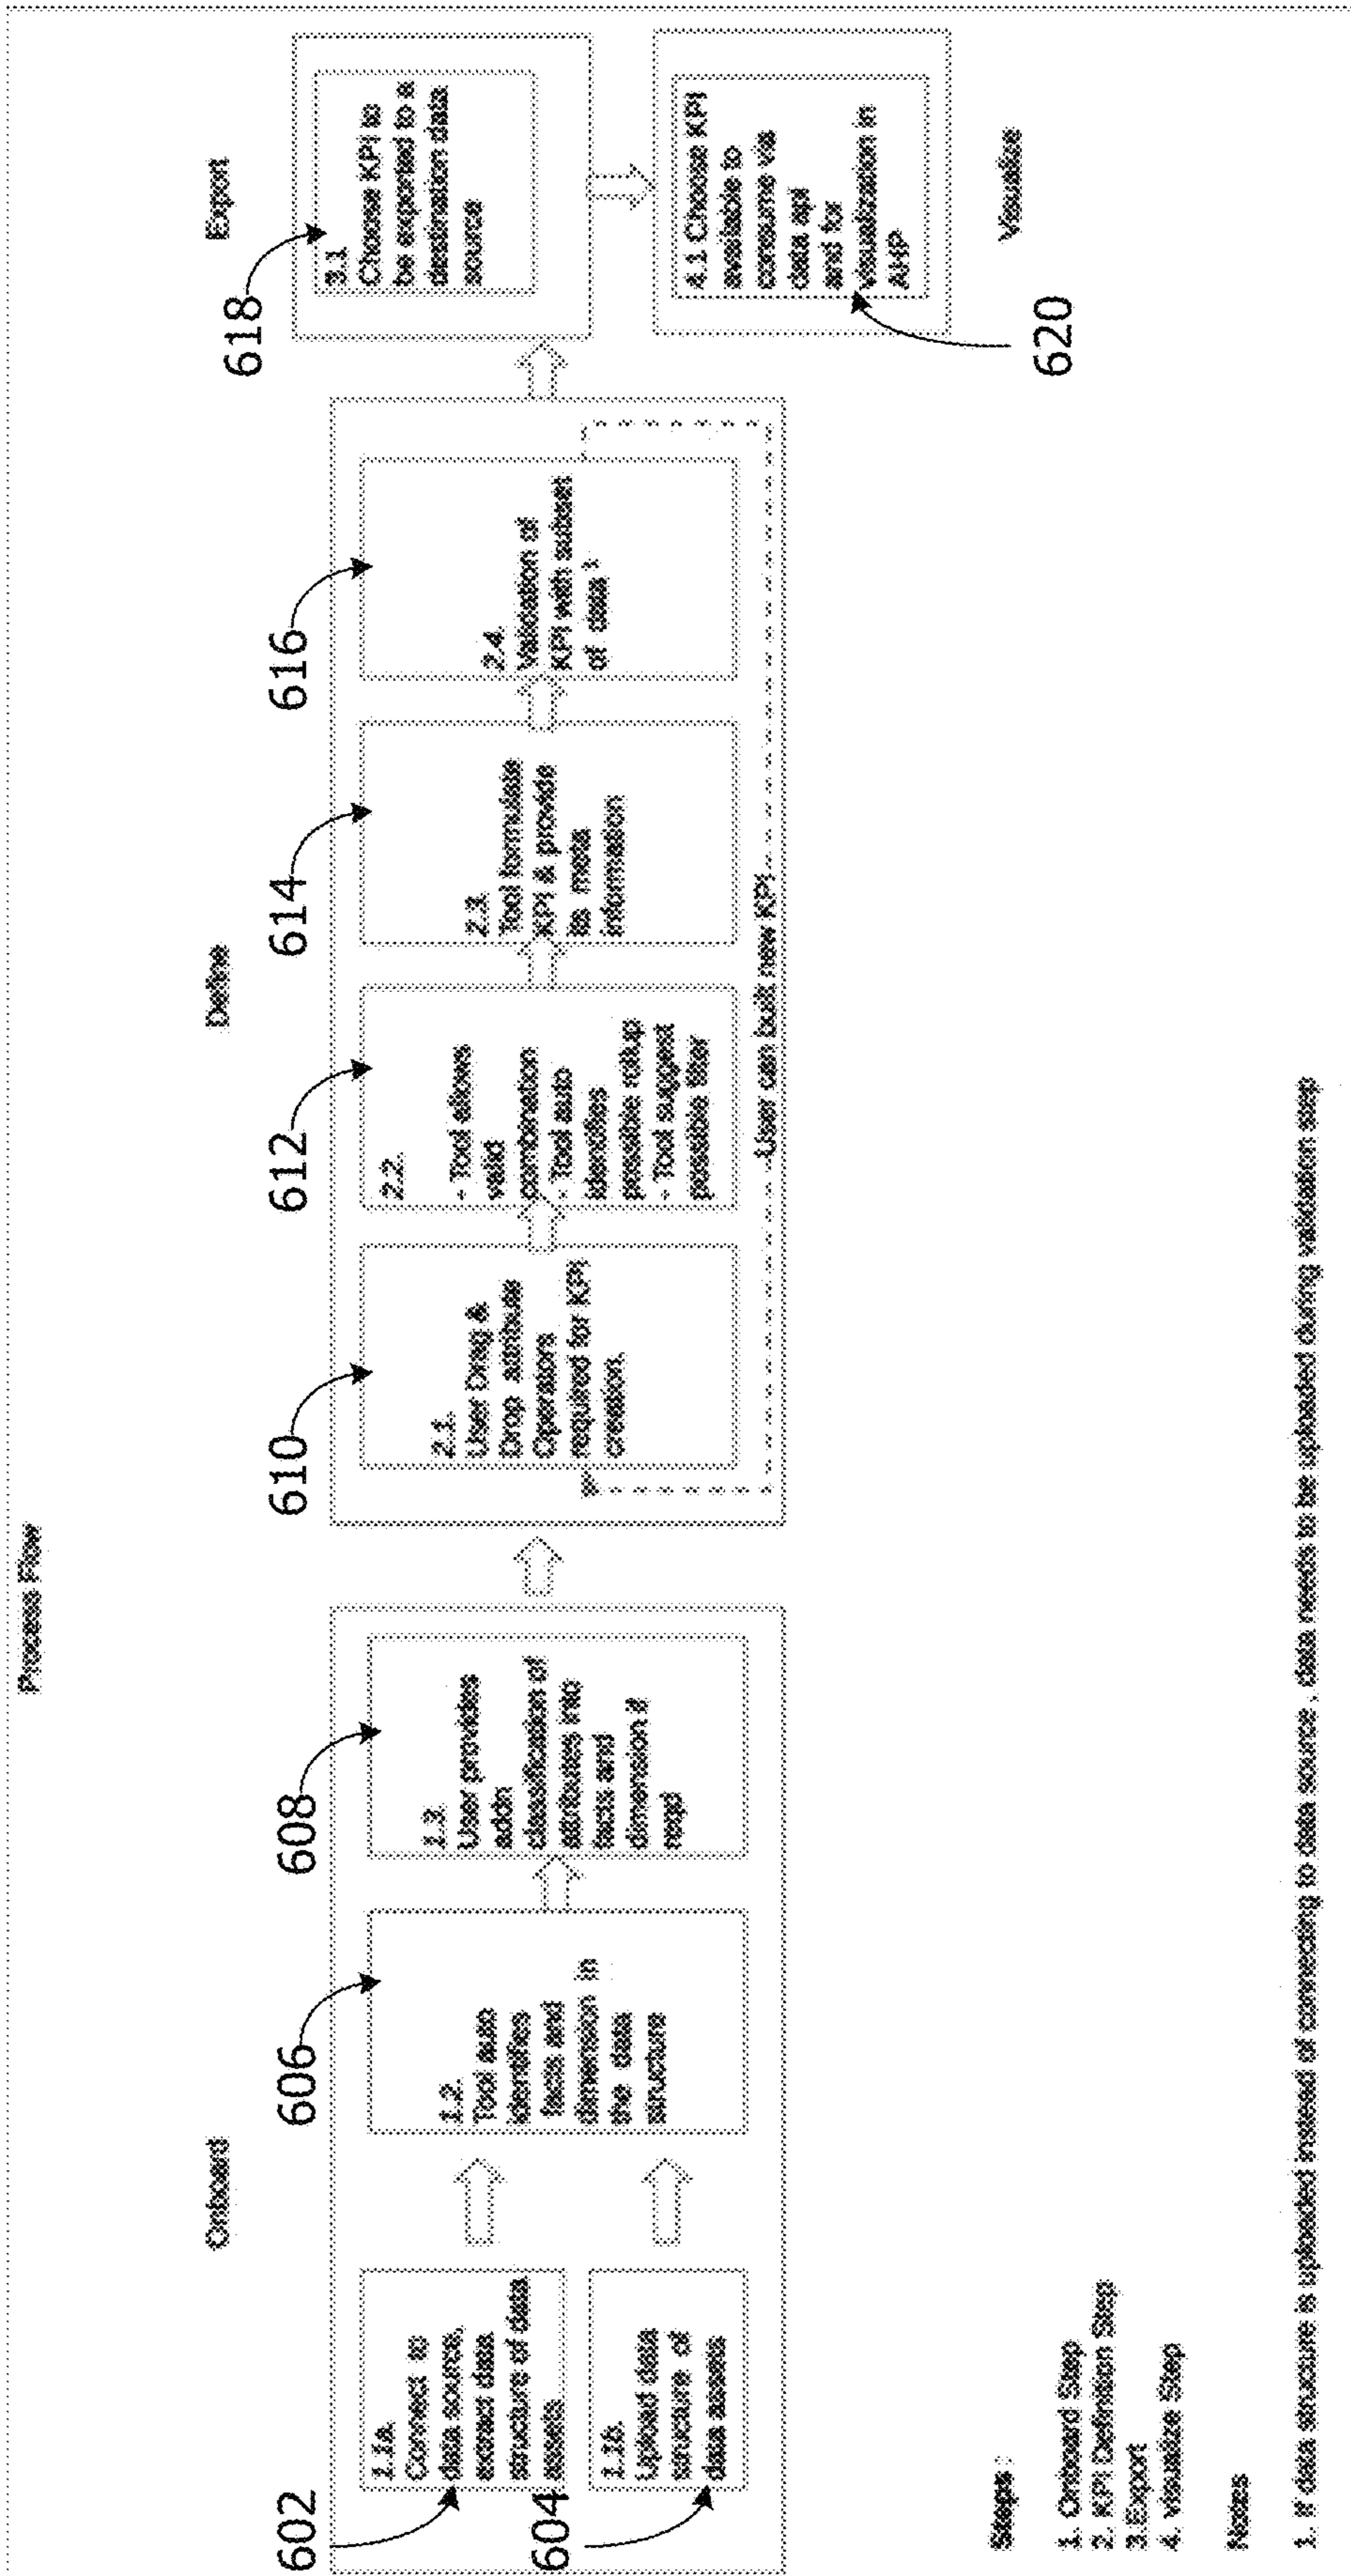 Process Flow
Onboard
602
1.1a.
Connect to
data source,
extract data
structure of data
assets
604
1.1b.
Upload data
structure of
data assets
606
1.2.
Tool auto
identifies
facts and
dimension in
the data
structure
608
1.3
User provides
addn
classification of
attributes into
facts and
dimension if
reqd
Define
610
2.1.
User Drag &
Drop attribute
Operators
required for KPI
creation.
612
2.2.
- Tool allows
valid
combination
- Tool auto
identifies
possible rollup
- Tool suggest
possible filter
614
2.3.
Tool formulate
KPI & provide
its meta
information
616
2.4.
Validation of
KPI with subset
of data 1
User can built new KPI
Export
618
3.1
Choose KPI to
be exported to a
destination data
source
4.1 Choose KPI
available to
consume via
data api
and for
visualization in
AHP
620
Visualize
Steps :
1. Onboard Step
2. KPI Definition Step
3.Export
4. Visualize Step
Notes
1. If data structure is uploaded instead of connecting to data source , data needs to be uploaded during validation step